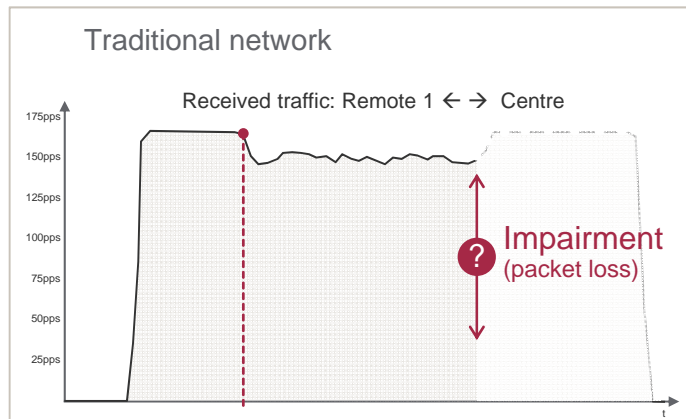 Traditional network
Received traffic: Remote 1 ← → Centre
175pps
150pps
125pps
100pps
75pps
50pps
25pps
?
Impairment
(packet loss)
t